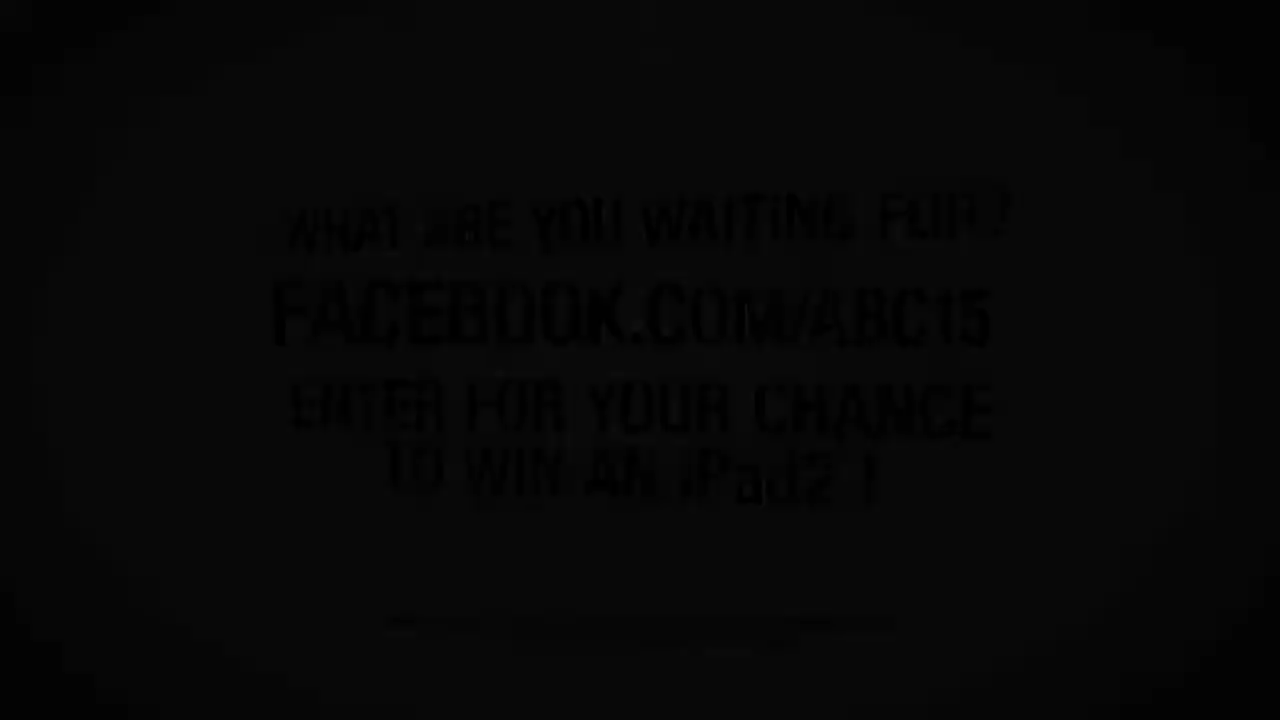 WHAT ARE YOU WAITING FOR?
FACEBOOK.COM/ABC15
ENTER FOR YOUR CHANCE
TO WIN AN iPad2 !